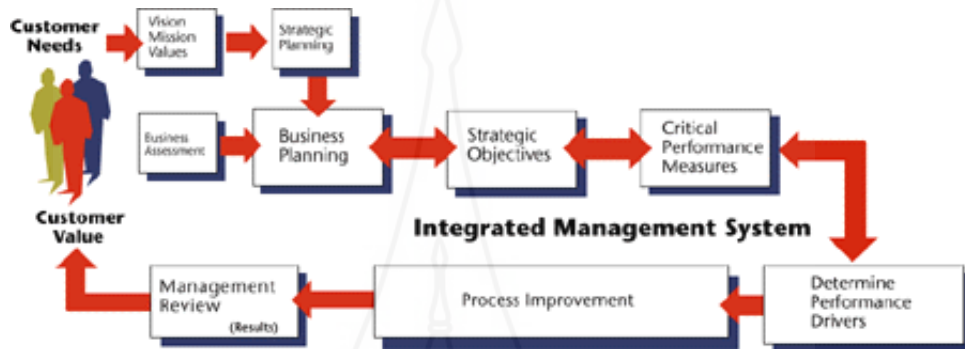 Customer
Needs
Vision
Mission
Values
Strategic
Planning
Business
Assessment
Business
Planning
Strategic
Objectives
Critical
Performance
Measures
Customer
Value
Integrated Management System
Management
Review
(Results)
Process Improvement
Determine
Performance
Drivers